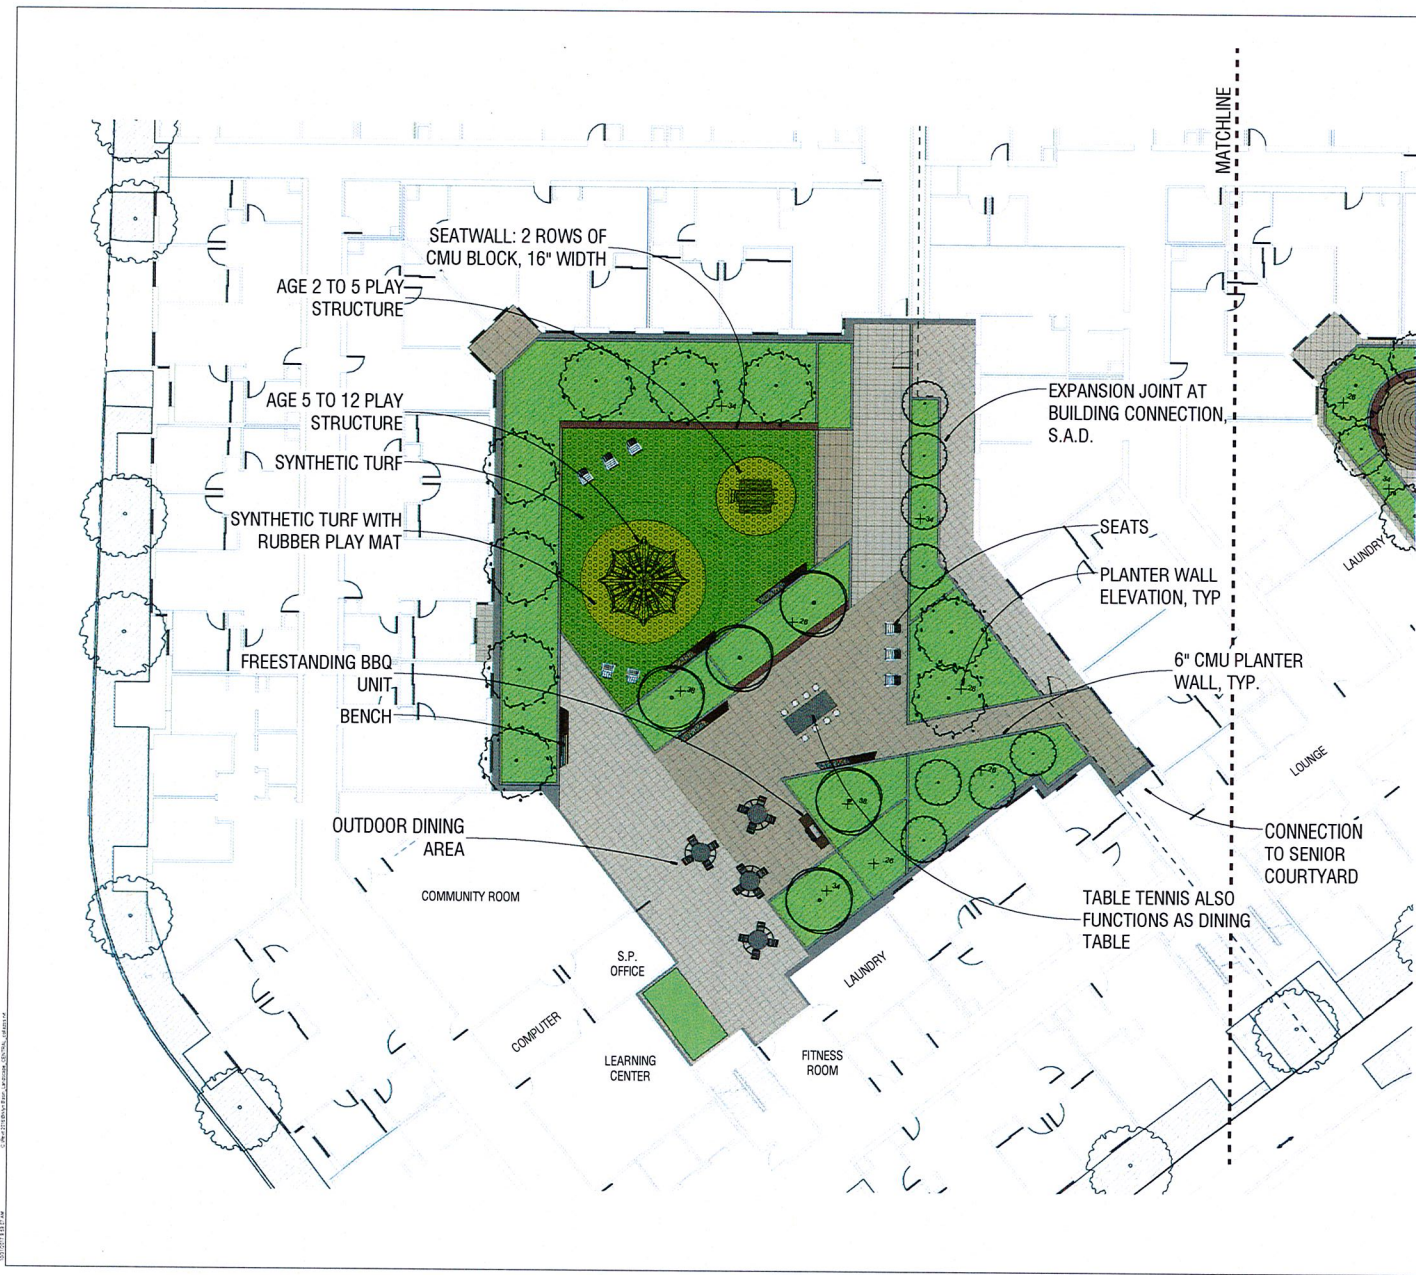 MATCHLINE
SEATWALL: 2 ROWS OF
CMU BLOCK, 16" WIDTH
AGE 2 TO 5 PLAY
STRUCTURE
AGE 5 TO 12 PLAY
STRUCTURE
SYNTHETIC TURF
SYNTHETIC TURF WITH
RUBBER PLAY MAT
FREESTANDING BBQ
UNIT
BENCH
OUTDOOR DINING
AREA
EXPANSION JOINT AT
BUILDING CONNECTION,
S.A.D.
SEATS
PLANTER WALL
ELEVATION, TYP
6" CMU PLANTER
WALL, TYP.
CONNECTION
TO SENIOR
COURTYARD
TABLE TENNIS ALSO
FUNCTIONS AS DINING
TABLE
LAUNDRY
LOUNGE
COMMUNITY ROOM
S.P.
OFFICE
LAUNDRY
COMPUTER
LEARNING
CENTER
FITNESS
ROOM